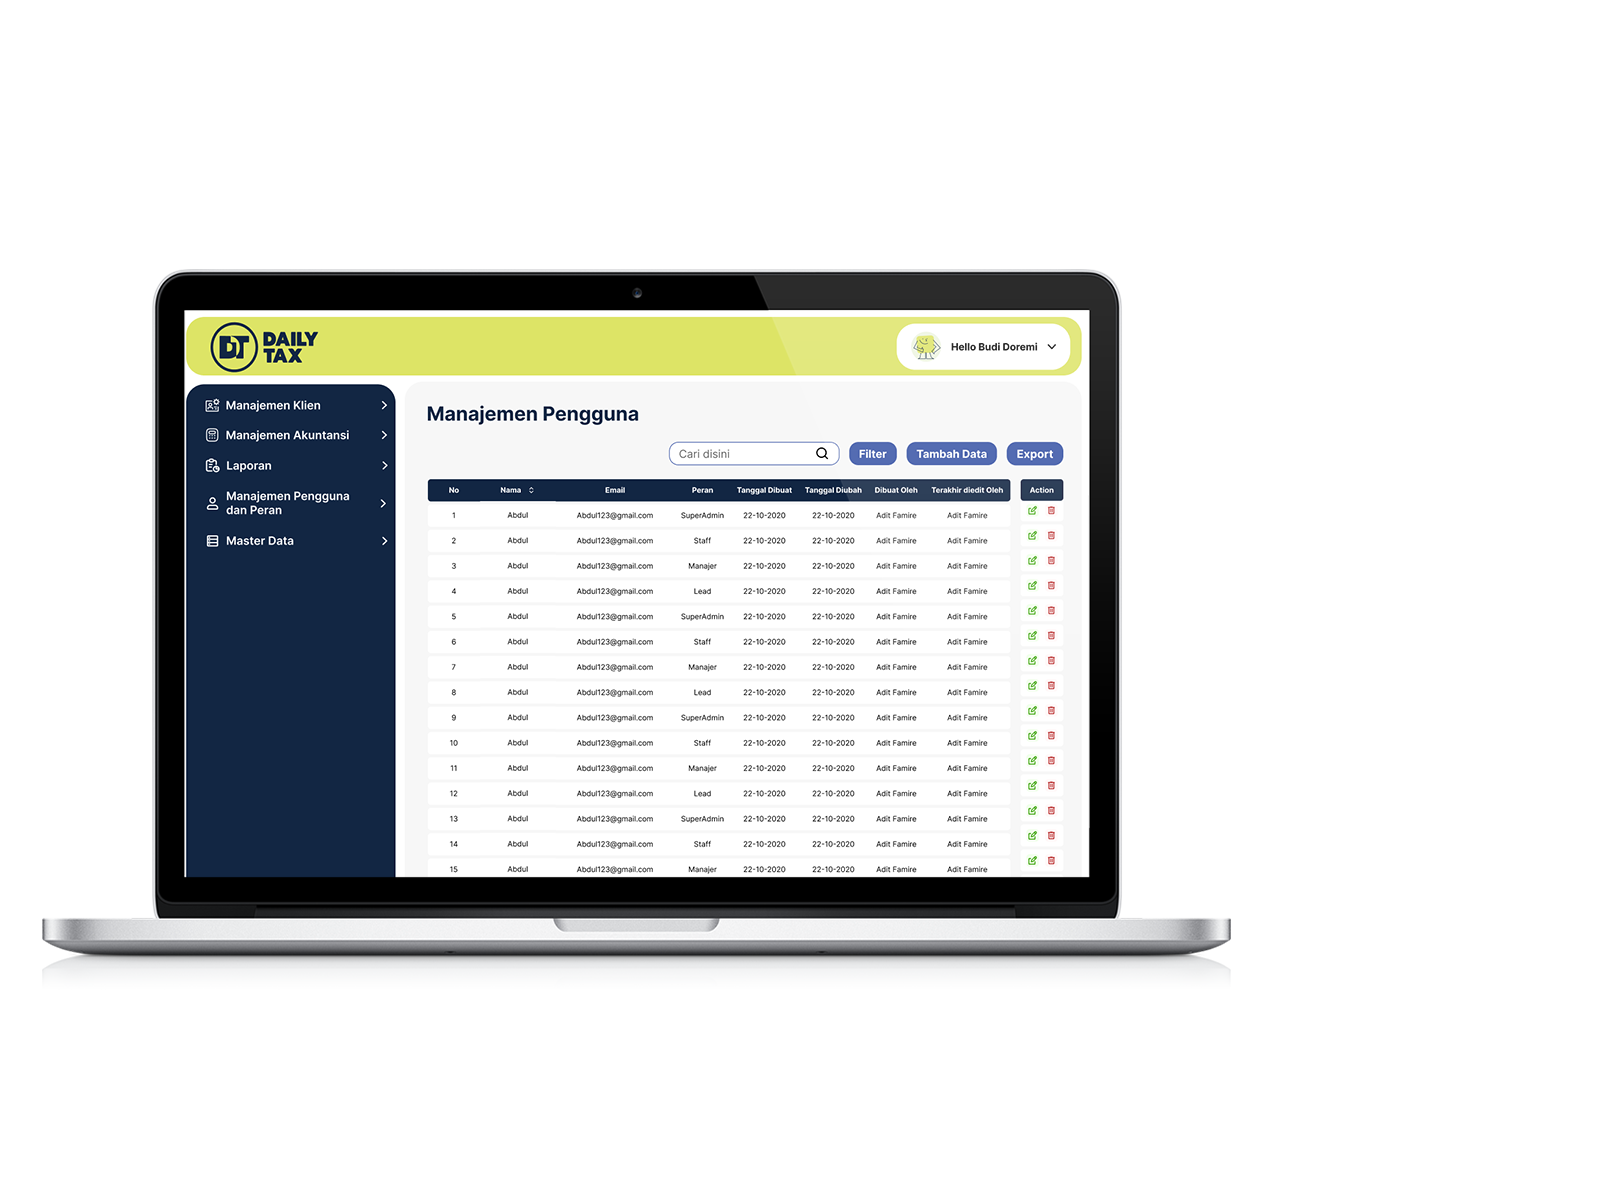 DT DAILY
TAX
Hello Budi Doremi
Manajemen Klien
Manajemen Akuntansi
Laporan
Manajemen Pengguna
dan Peran
Master Data
Manajemen Pengguna
Cari disini Filter Tambah Data Export
No Nama Email Peran Tanggal Dibuat Tanggal Diubah Dibuat Oleh Terakhir diedit Oleh Action
1 Abdul Abdul123@gmail.com SuperAdmin 22-10-2020 22-10-2020 Adit Famire Adit Famire
2 Abdul Abdul123@gmail.com Staff 22-10-2020 22-10-2020 Adit Famire Adit Famire
3 Abdul Abdul123@gmail.com Manajer 22-10-2020 22-10-2020 Adit Famire Adit Famire
4 Abdul Abdul123@gmail.com Lead 22-10-2020 22-10-2020 Adit Famire Adit Famire
5 Abdul Abdul123@gmail.com SuperAdmin 22-10-2020 22-10-2020 Adit Famire Adit Famire
6 Abdul Abdul123@gmail.com Staff 22-10-2020 22-10-2020 Adit Famire Adit Famire
7 Abdul Abdul123@gmail.com Manajer 22-10-2020 22-10-2020 Adit Famire Adit Famire
8 Abdul Abdul123@gmail.com Lead 22-10-2020 22-10-2020 Adit Famire Adit Famire
9 Abdul Abdul123@gmail.com SuperAdmin 22-10-2020 22-10-2020 Adit Famire Adit Famire
10 Abdul Abdul123@gmail.com Staff 22-10-2020 22-10-2020 Adit Famire Adit Famire
11 Abdul Abdul123@gmail.com Manajer 22-10-2020 22-10-2020 Adit Famire Adit Famire
12 Abdul Abdul123@gmail.com Lead 22-10-2020 22-10-2020 Adit Famire Adit Famire
13 Abdul Abdul123@gmail.com SuperAdmin 22-10-2020 22-10-2020 Adit Famire Adit Famire
14 Abdul Abdul123@gmail.com Staff 22-10-2020 22-10-2020 Adit Famire Adit Famire
15 Abdul Abdul123@gmail.com Manajer 22-10-2020 22-10-2020 Adit Famire Adit Famire